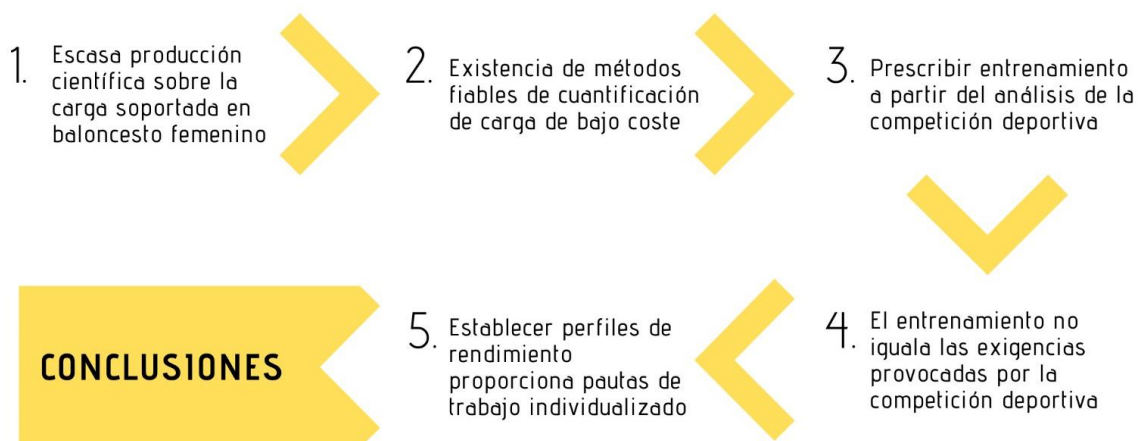 1. Escasa producción
científica sobre la
carga soportada en
baloncesto femenino
2. Existencia de métodos
fiables de cuantificación
de carga de bajo coste
3. Prescribir entrenamiento
a partir del análisis de la
competición deportiva
4. El entrenamiento no
iguala las exigencias
provocadas por la
competición deportiva
5. Establecer perfiles de
rendimiento
proporciona pautas de
trabajo individualizado
CONCLUSIONES